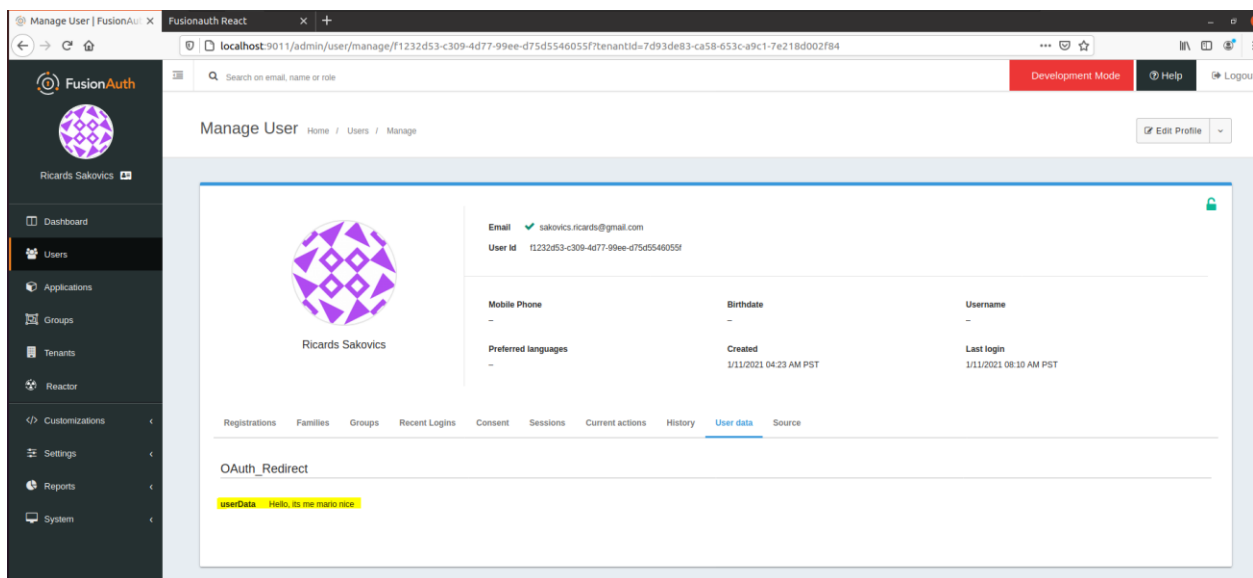 Manage User | FusionAut
Fusionauth React
localhost:9011/admin/user/manage/f1232d53-c309-4d77-99ee-d75d5546055f?tenantId=7d93de83-ca58-653c-a9c1-7e218d002f84
FusionAuth
Search on email, name or role
Development Mode
Help
Logou
Manage User Home / Users / Manage
Edit Profile
Ricards Sakovics
Dashboard
Users
Applications
Groups
Tenants
Reactor
Customizations
Settings
Reports
System
Ricards Sakovics
Email sakovics.ricards@gmail.com
User Id f1232d53-c309-4d77-99ee-d75d5546055f
Mobile Phone Birthdate Username
– – –
Preferred languages Created Last login
– 1/11/2021 04:23 AM PST 1/11/2021 08:10 AM PST
Registrations Families Groups Recent Logins Consent Sessions Current actions History User data Source
OAuth_Redirect
userData Hello, its me mario nice